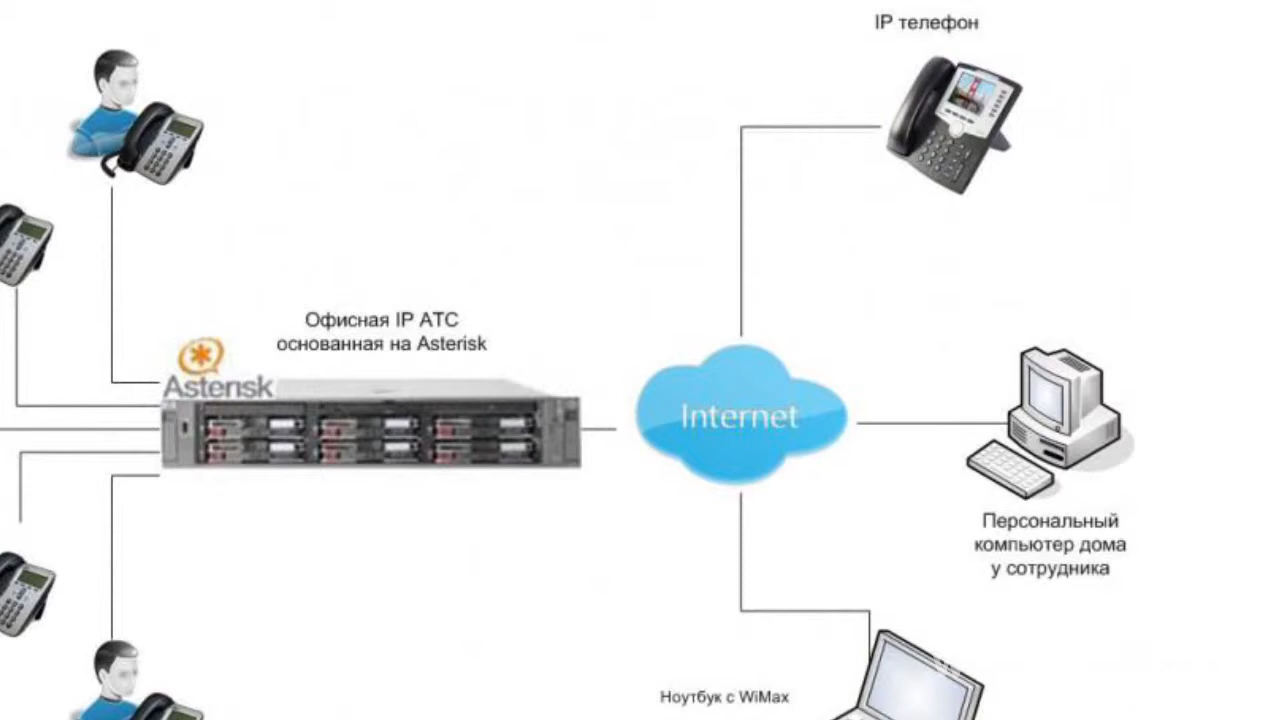 IP телефон
Офисная IP АТС
основанная на Asterisk
Asterisk
Internet
Персональный
компьютер дома
у сотрудника
Ноутбук с WiMax